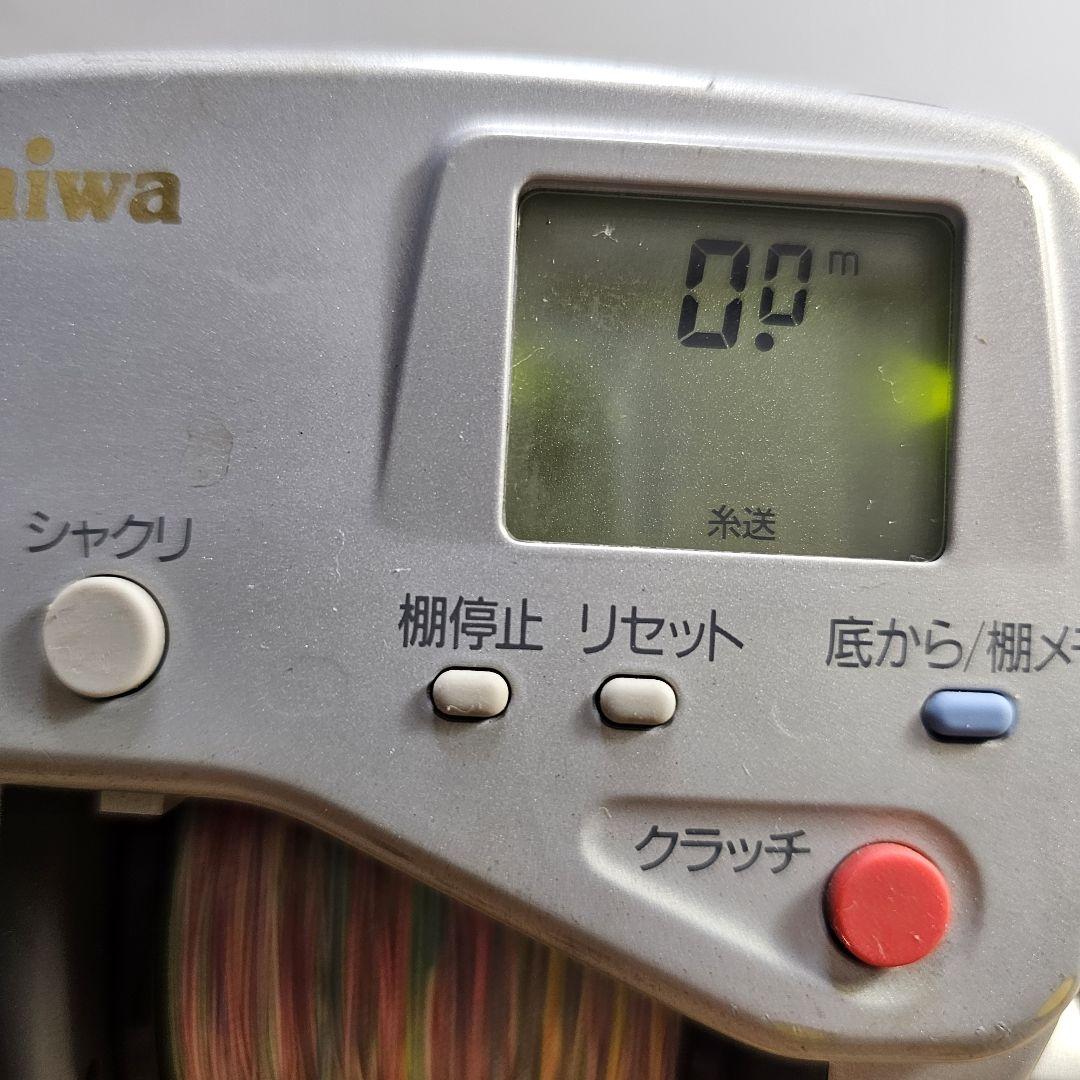 aiwa
0.0m
糸送
シャクリ
棚停止
リセット
底から/棚メモ
クラッチ